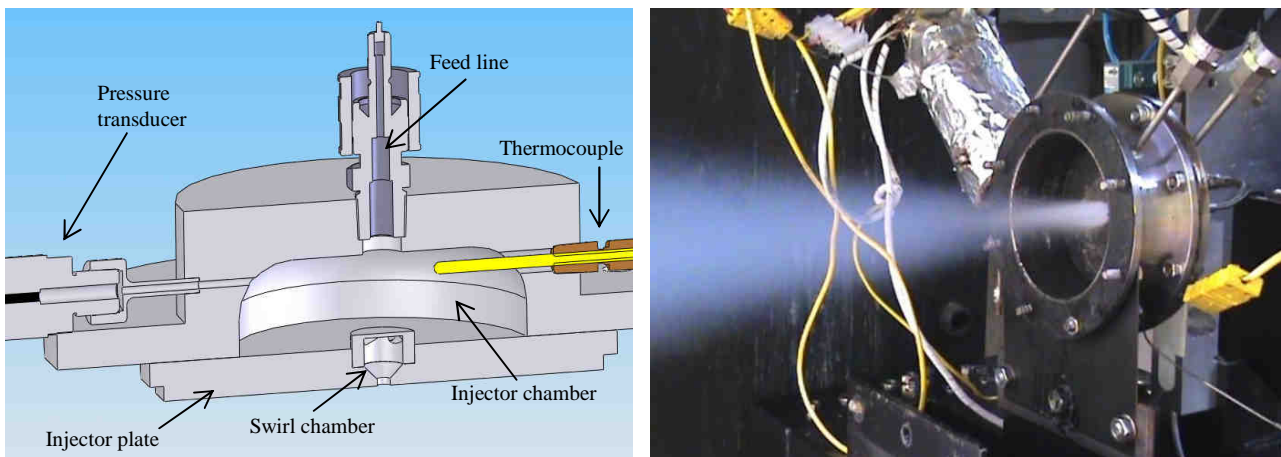 Feed line
Pressure
transducer
Thermocouple
Injector chamber
Swirl chamber
Injector plate